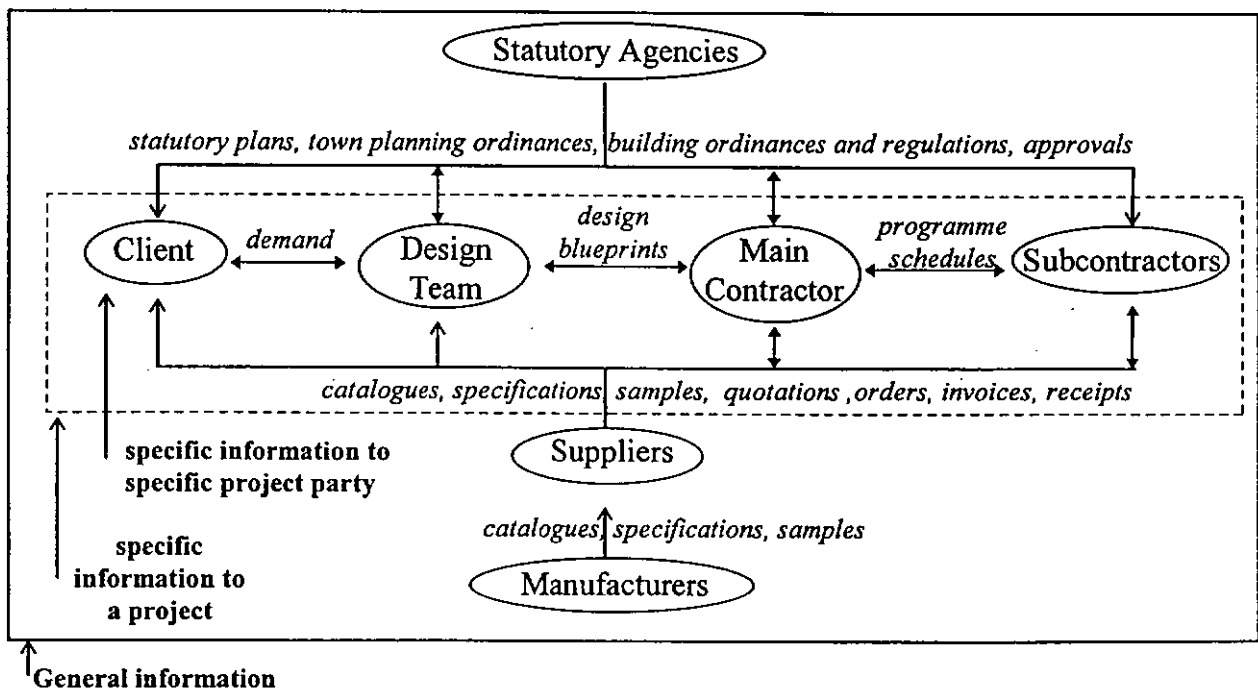 Statutory Agencies
statutory plans, town planning ordinances, building ordinances and regulations, approvals
Client
demand
Design
Team
design
blueprints
Main
Contractor
programme
schedules
Subcontractors
catalogues, specifications, samples, quotations ,orders, invoices, receipts
specific information to
specific project party
Suppliers
specific
information to
a project
catalogues, specifications, samples
Manufacturers
General information